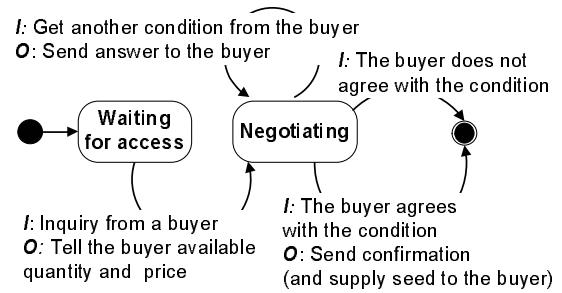 I: Get another condition from the buyer
O: Send answer to the buyer
I: The buyer does not
agree with the condition
Waiting
for access
Negotiating
I: Inquiry from a buyer
O: Tell the buyer available
quantity and price
I: The buyer agrees
with the condition
O: Send confirmation
(and supply seed to the buyer)